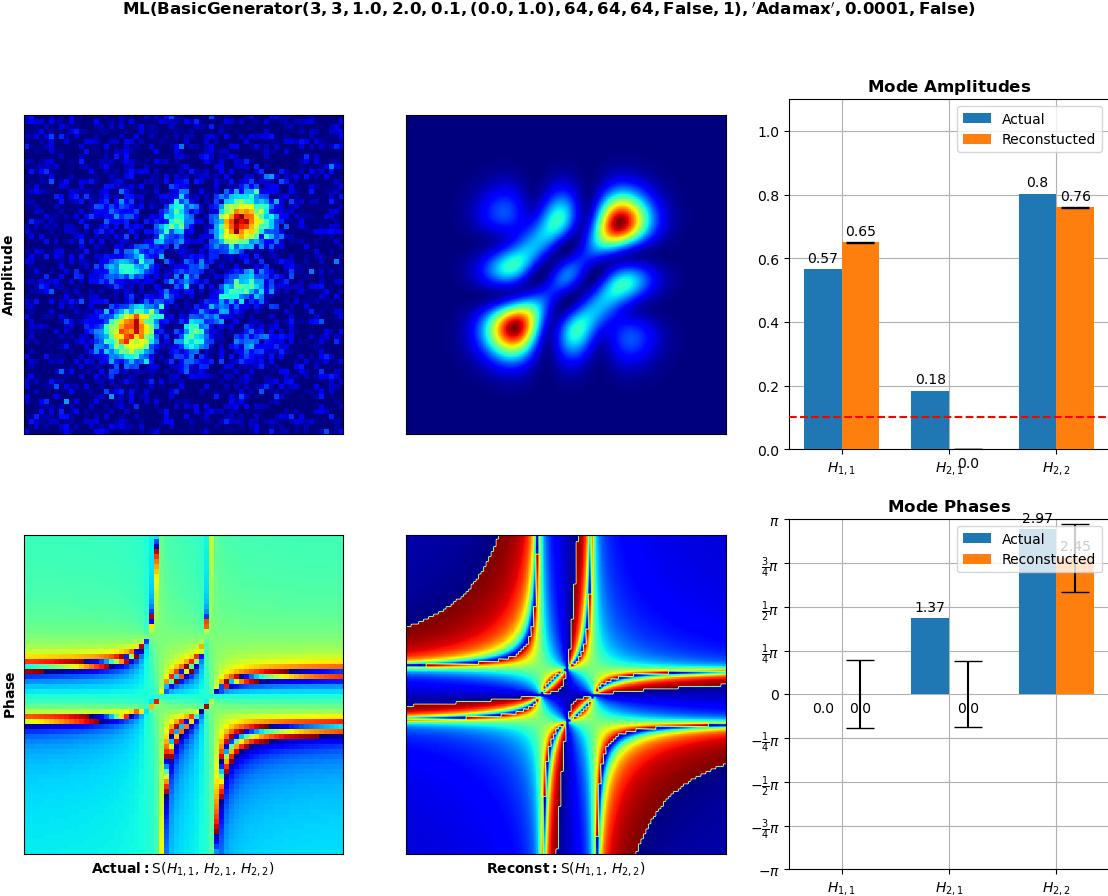 ML(BasicGenerator(3, 3, 1.0, 2.0, 0.1, (0.0, 1.0), 64, 64, 64, False, 1), ′Adamax′, 0.0001, False)
Mode Amplitudes
Actual
Reconstucted
1.0
0.8
0.6
0.4
0.2
0.0
0.57
0.65
0.18
0.0
0.8
0.76
H1, 1
H2, 1
H2, 2
Amplitude
Mode Phases
Actual
Reconstucted
π
3/4π
1/2π
1/4π
0
−1/4π
−1/2π
−3/4π
−π
0.0
0.0
1.37
0.0
2.97
2.45
H1, 1
H2, 1
H2, 2
Phase
Actual: S(H1, 1, H2, 1, H2, 2)
Reconst: S(H1, 1, H2, 2)